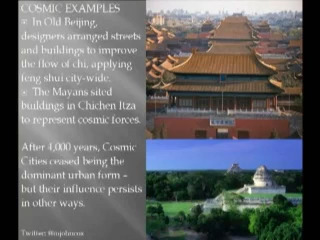 COSMIC EXAMPLES
In Old Beijing,
designers arranged streets
and buildings to improve
the flow of chi, applying
feng shui city-wide.
The Mayans sited
buildings in Chichen Itza
to represent cosmic forces.
After 4,000 years, Cosmic
Cities ceased being the
dominant urban form –
but their influence persists
in other ways.
Twitter: